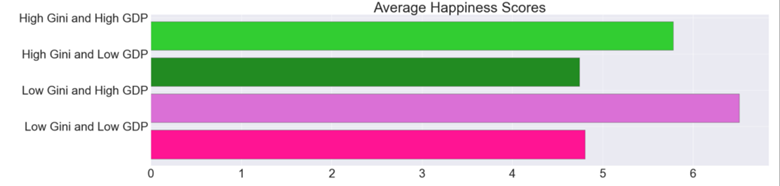 Average Happiness Scores
High Gini and High GDP
High Gini and Low GDP
Low Gini and High GDP
Low Gini and Low GDP
0 1 2 3 4 5 6